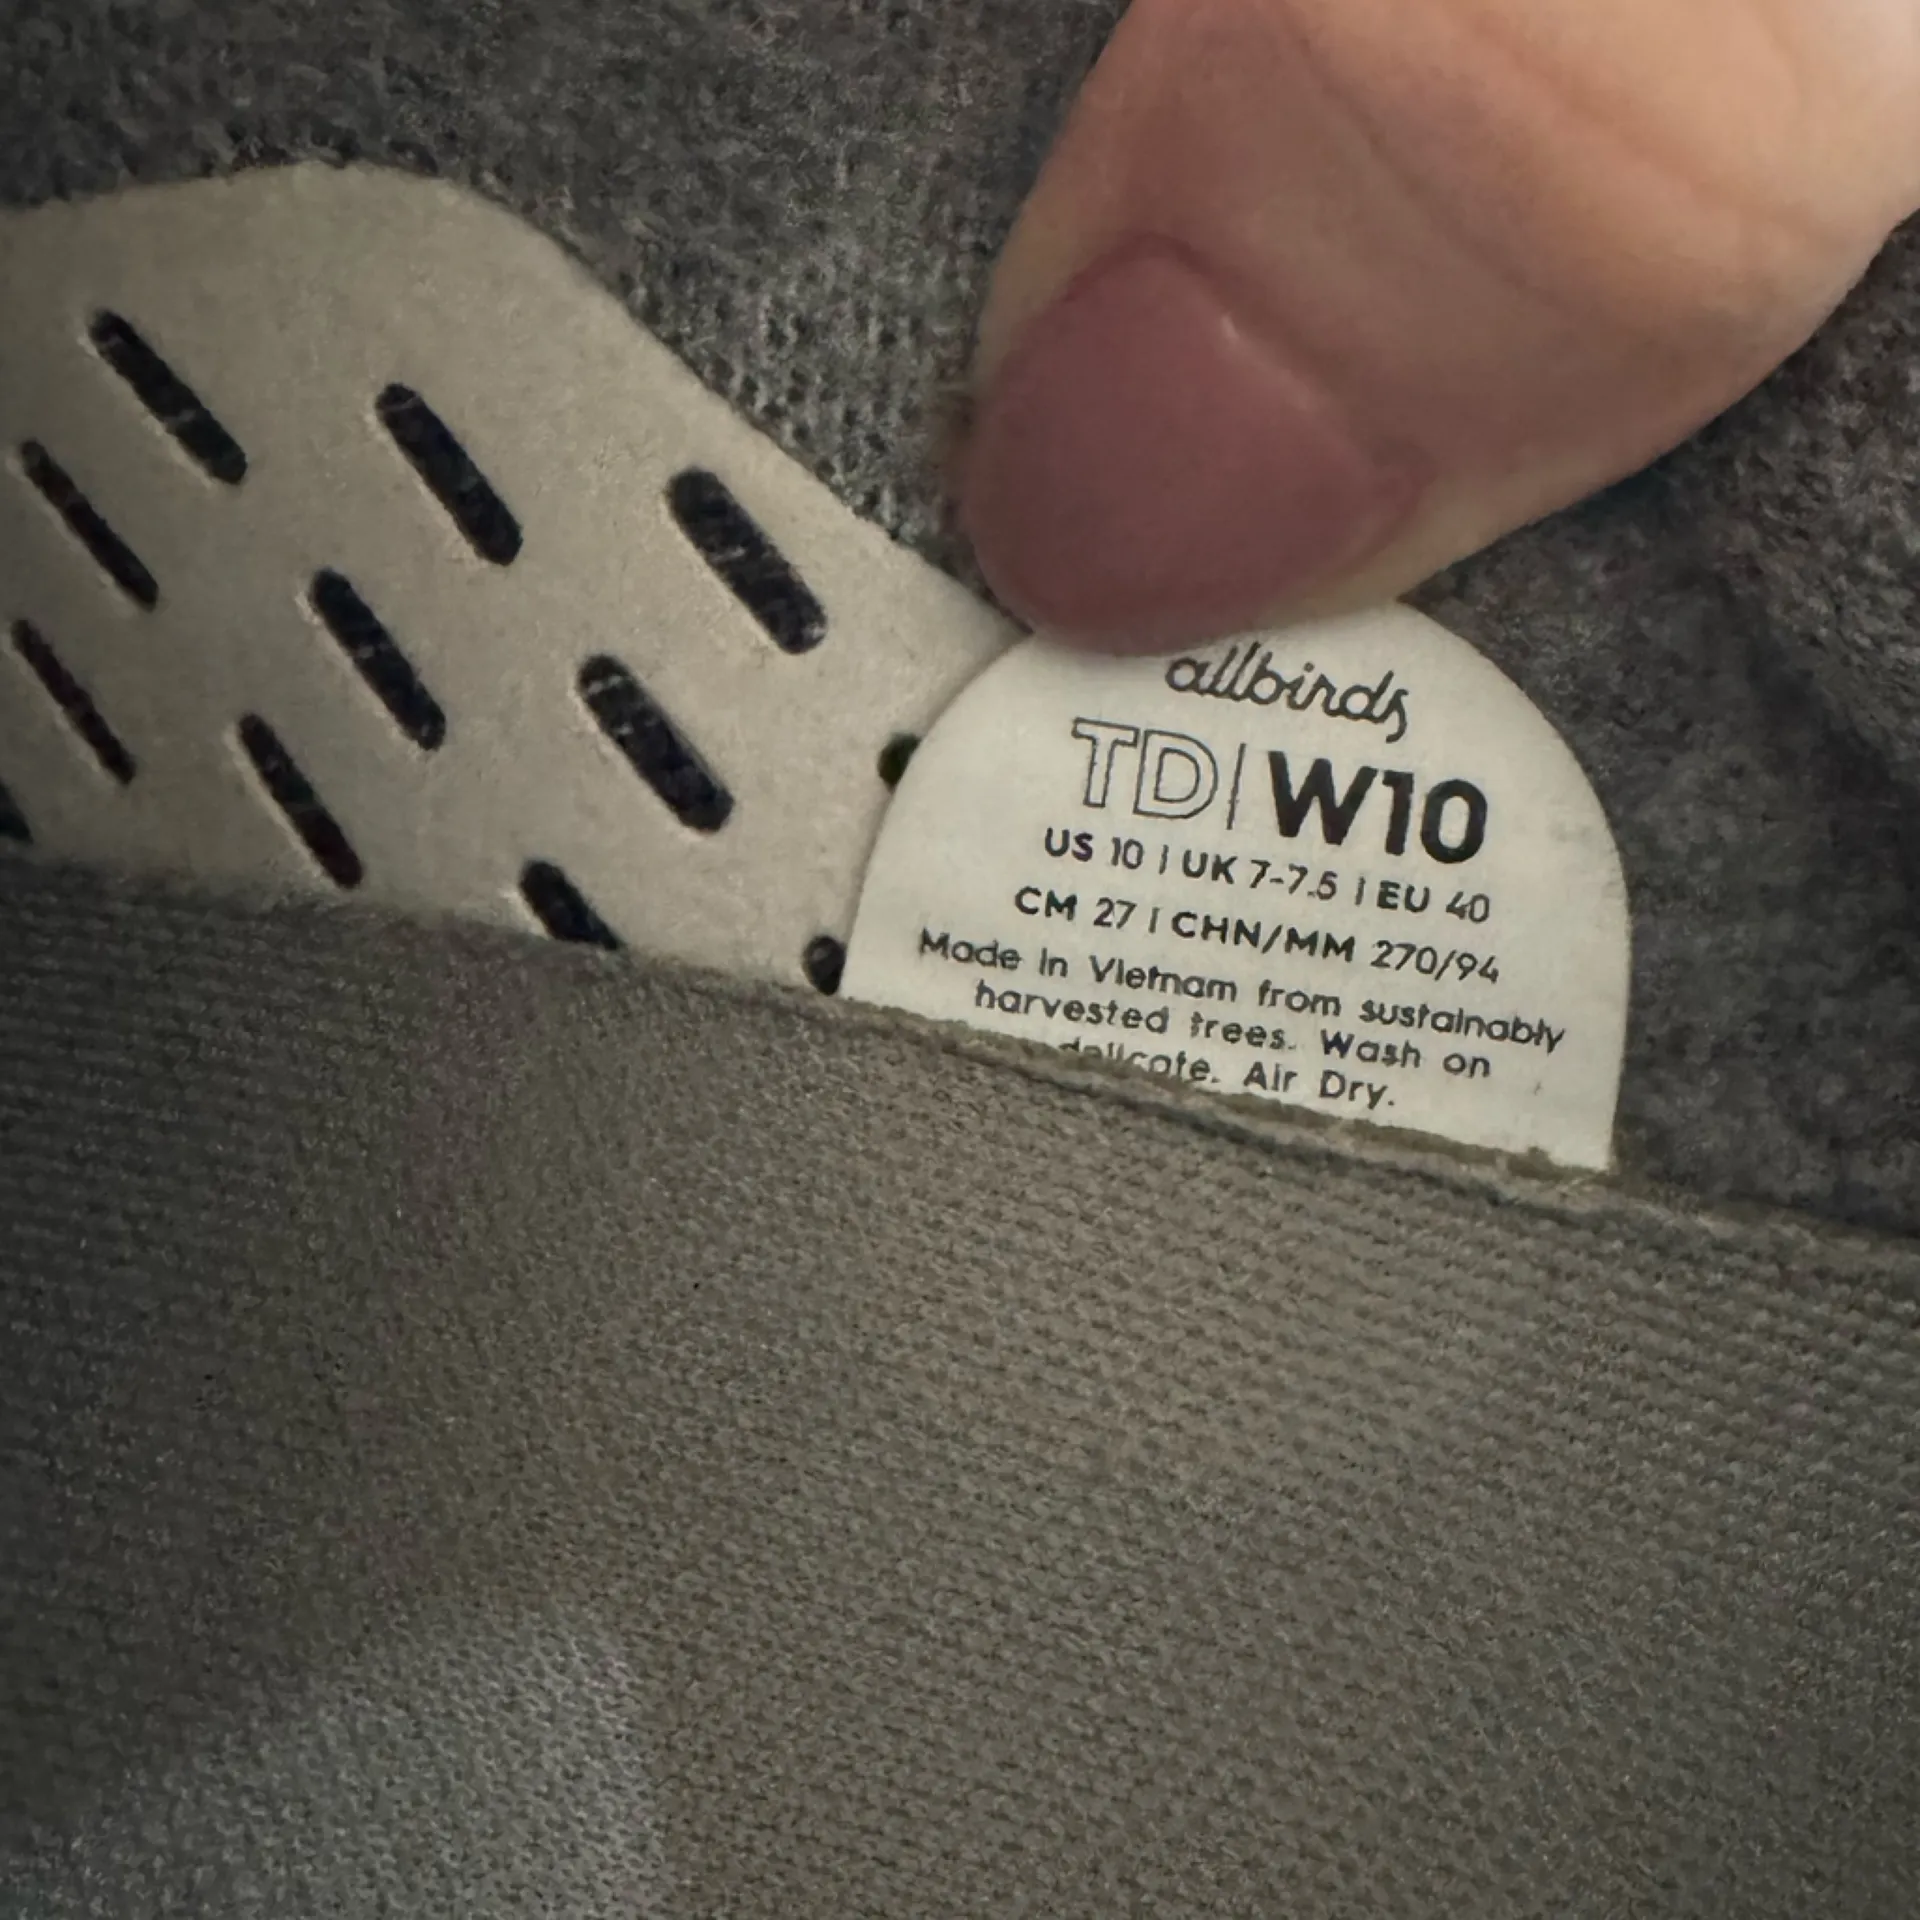 allbirds
TD|W10
US 10 | UK 7-7.5 | EU 40
CM 27 | CHN/MM 270/94
Made in Vietnam from sustainably
harvested trees. Wash on
delicate. Air Dry.